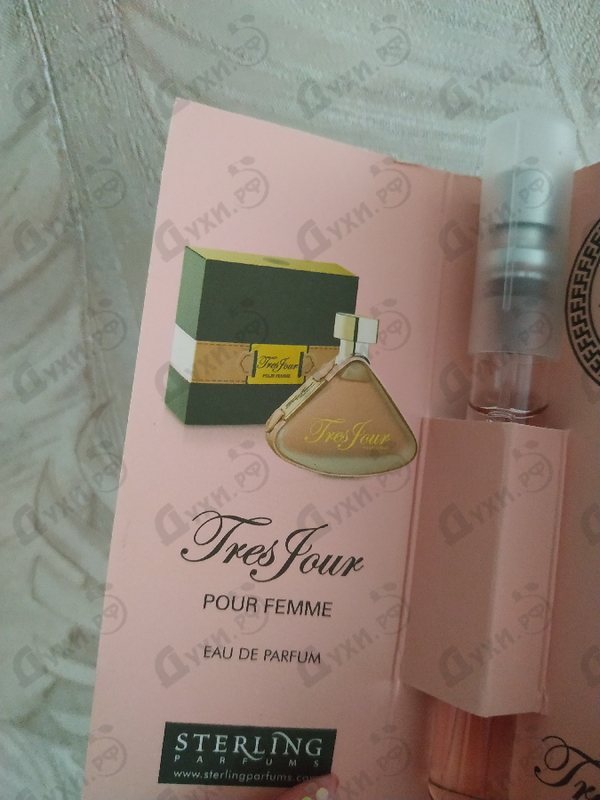 Tres Jour
POUR FEMME
Tres Jour
Tres Jour
POUR FEMME
EAU DE PARFUM
STERLING
PARFUMS
www.sterlingparfums.com
Tr
Духи.рф